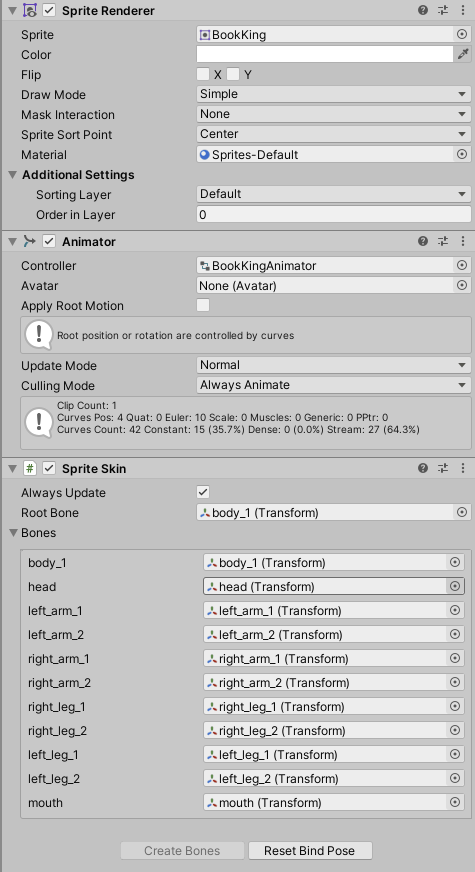 Sprite Renderer
Sprite BookKing
Color
Flip X Y
Draw Mode Simple
Mask Interaction None
Sprite Sort Point Center
Material Sprites-Default
Additional Settings
Sorting Layer Default
Order in Layer 0
Animator
Controller BookKingAnimator
Avatar None (Avatar)
Apply Root Motion
Root position or rotation are controlled by curves
Update Mode Normal
Culling Mode Always Animate
Clip Count: 1
Curves Pos: 4 Quat: 0 Euler: 10 Scale: 0 Muscles: 0 Generic: 0 PPtr: 0
Curves Count: 42 Constant: 15 (35.7%) Dense: 0 (0.0%) Stream: 27 (64.3%)
# Sprite Skin
Always Update
Root Bone body_1 (Transform)
Bones
body_1 body_1 (Transform)
head head (Transform)
left_arm_1 left_arm_1 (Transform)
left_arm_2 left_arm_2 (Transform)
right_arm_1 right_arm_1 (Transform)
right_arm_2 right_arm_2 (Transform)
right_leg_1 right_leg_1 (Transform)
right_leg_2 right_leg_2 (Transform)
left_leg_1 left_leg_1 (Transform)
left_leg_2 left_leg_2 (Transform)
mouth mouth (Transform)
Create Bones Reset Bind Pose